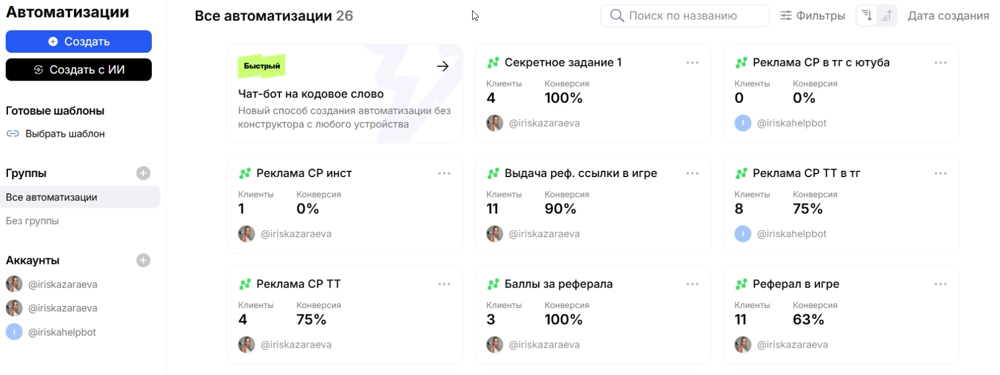 Автоматизации
Создать
Создать с ИИ
Готовые шаблоны
Выбрать шаблон
Группы
Все автоматизации
Без группы
Аккаунты
@iriskazaraeva
@iriskazaraeva
I @iriskahelpbot
Все автоматизации 26
Поиск по названию
Фильтры
Дата создания
Быстрый
Чат-бот на кодовое слово
Новый способ создания автоматизации без
конструктора с любого устройства
Секретное задание 1
Клиенты Конверсия
4 100%
@iriskazaraeva
Реклама СР в тг с ютуба
Клиенты Конверсия
0 0%
I @iriskahelpbot
Реклама СР инст
Клиенты Конверсия
1 0%
@iriskazaraeva
Выдача реф. ссылки в игре
Клиенты Конверсия
11 90%
@iriskazaraeva
Реклама СР ТТ в тг
Клиенты Конверсия
8 75%
I @iriskahelpbot
Реклама СР ТТ
Клиенты Конверсия
4 75%
@iriskazaraeva
Баллы за реферала
Клиенты Конверсия
3 100%
@iriskazaraeva
Реферал в игре
Клиенты Конверсия
11 63%
@iriskazaraeva